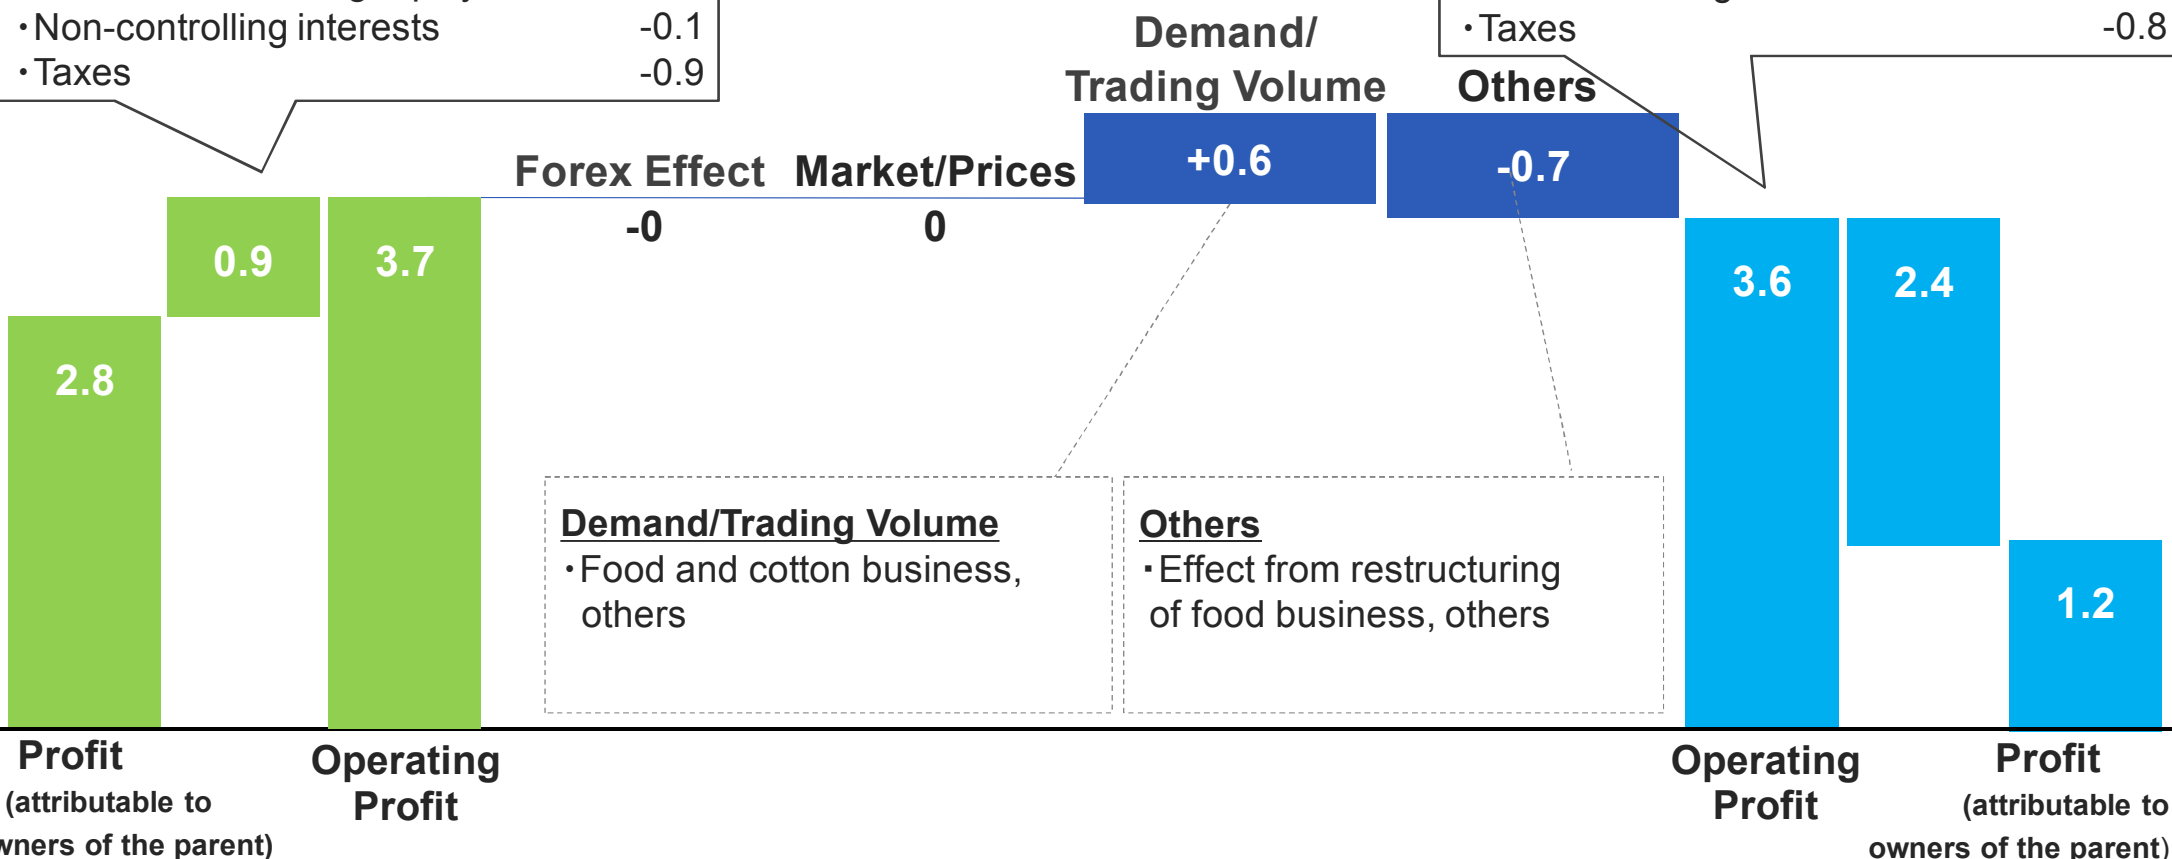 ・Non-controlling interests -0.1
・Taxes -0.9
・Taxes -0.8
Demand/
Trading Volume
Others
Forex Effect
Market/Prices
-0
0
+0.6
-0.7
2.8
0.9
3.7
3.6
2.4
1.2
Demand/Trading Volume
・Food and cotton business,
others
Others
・Effect from restructuring
of food business, others
Profit
(attributable to
owners of the parent)
Operating
Profit
Operating
Profit
Profit
(attributable to
owners of the parent)